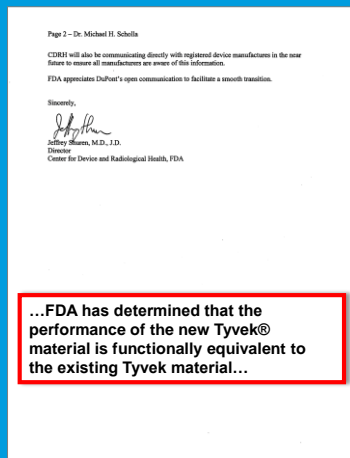 Page 2 – Dr. Michael H. Scholla
CDRH will also be communicating directly with registered device manufactures in the near
future to ensure all manufacturers are aware of this information.
FDA appreciates DuPont's open communication to facilitate a smooth transition.
Sincerely,
Jeffrey Shuren, M.D., J.D.
Director
Center for Device and Radiological Health, FDA
…FDA has determined that the
performance of the new Tyvek®
material is functionally equivalent to
the existing Tyvek material…